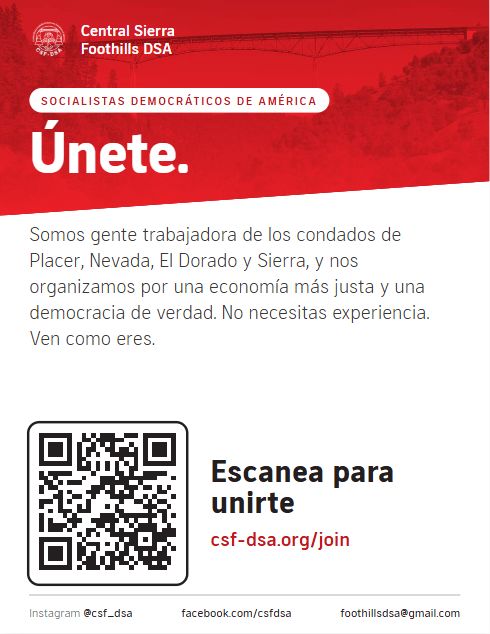 CSF-DSA
Central Sierra
Foothills DSA
SOCIALISTAS DEMOCRÁTICOS DE AMÉRICA
Únete.
Somos gente trabajadora de los condados de
Placer, Nevada, El Dorado y Sierra, y nos
organizamos por una economía más justa y una
democracia de verdad. No necesitas experiencia.
Ven como eres.
Escanea para
unirte
csf-dsa.org/join
Instagram @csf_dsa facebook.com/csfdsa foothillsdsa@gmail.com